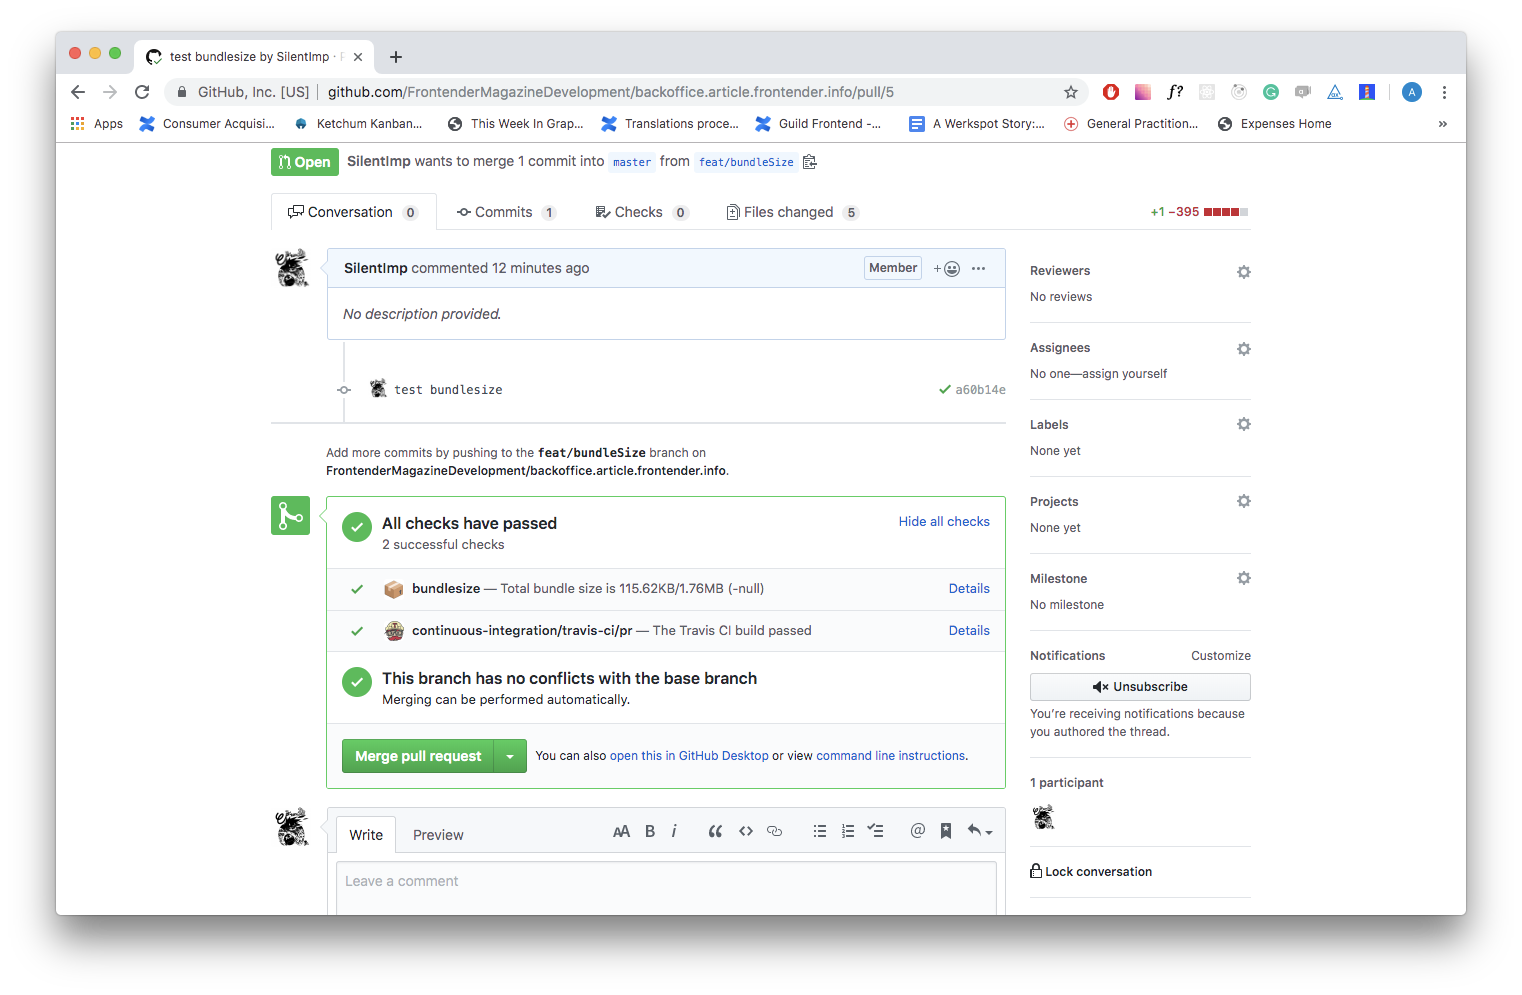 test bundlesize by SilentImp ·
GitHub, Inc. [US] github.com/FrontenderMagazineDevelopment/backoffice.article.frontender.info/pull/5
f?
A
Apps Consumer Acquisi... Ketchum Kanban... This Week In Grap... Translations proce... Guild Frontend -... A Werkspot Story:... General Practition... Expenses Home »
Open SilentImp wants to merge 1 commit into master from feat/bundleSize
Conversation 0 Commits 1 Checks 0 Files changed 5 +1 −395
SilentImp commented 12 minutes ago Member
No description provided.
test bundlesize a60b14e
Add more commits by pushing to the feat/bundleSize branch on
FrontenderMagazineDevelopment/backoffice.article.frontender.info.
All checks have passed Hide all checks
2 successful checks
bundlesize — Total bundle size is 115.62KB/1.76MB (-null) Details
continuous-integration/travis-ci/pr — The Travis CI build passed Details
This branch has no conflicts with the base branch
Merging can be performed automatically.
Merge pull request You can also open this in GitHub Desktop or view command line instructions.
Write Preview
Leave a comment
Reviewers
No reviews
Assignees
No one—assign yourself
Labels
None yet
Projects
None yet
Milestone
No milestone
Notifications Customize
Unsubscribe
You’re receiving notifications because
you authored the thread.
1 participant
Lock conversation